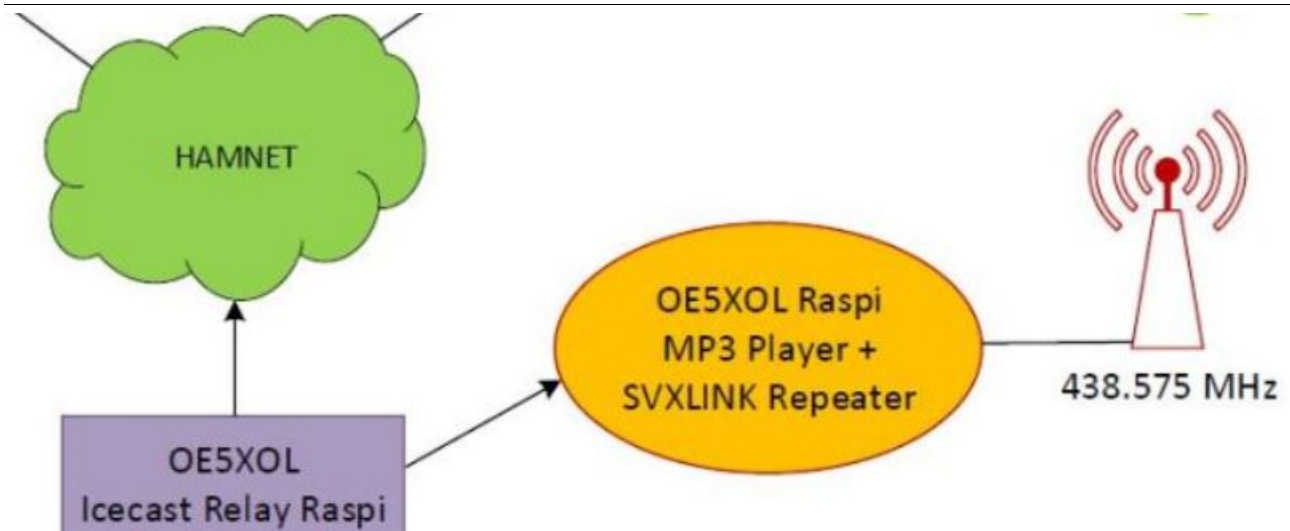 HAMNET
OE5XOL Raspi
MP3 Player +
SVXLINK Repeater
438.575 MHz
OE5XOL
Icecast Relay Raspi